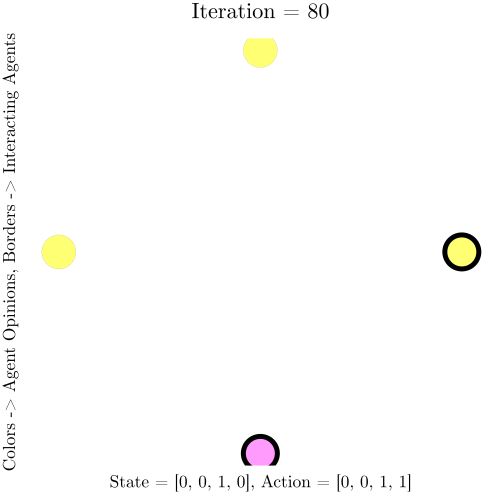 Iteration = 80
Colors -> Agent Opinions, Borders -> Interacting Agents
State = [0, 0, 1, 0], Action = [0, 0, 1, 1]